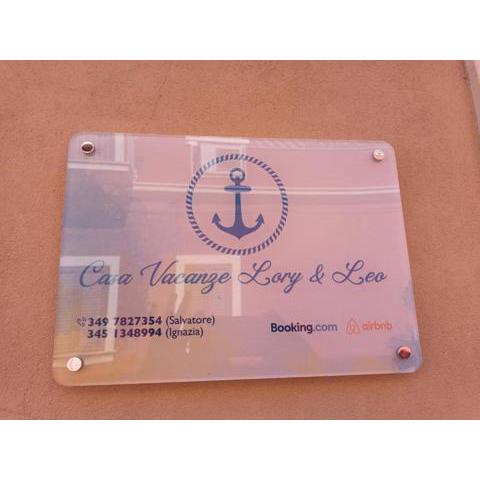 Casa Vacanze Lory & Leo
349 7827354 (Salvatore)
345 1348994 (Ignazia)
Booking.com airbnb